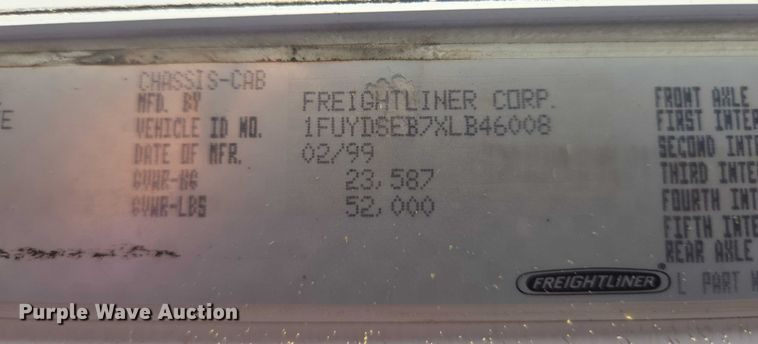 CHASSIS-CAB
MFD. BY FREIGHTLINER CORP.
VEHICLE ID NO. 1FUYDSEB7XLB46008
DATE OF MFR. 02/99
GVWR-KG 23,587
GVWR-LBS 52,000
E
FRONT AXLE
FIRST INTER
SECOND INTE
THIRD INTER
FOURTH INTE
FIFTH INTE
REAR AXLE
FREIGHTLINER®
L PART
Purple Wave Auction